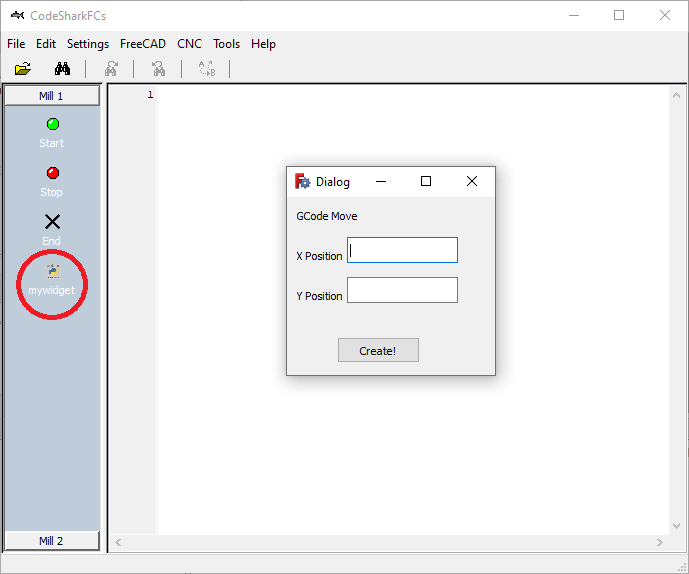 CodeSharkFCs
File Edit Settings FreeCAD CNC Tools Help
A
B
Mill 1
Start
Stop
End
mywidget
Mill 2
1
Dialog
GCode Move
X Position
Y Position
Create!